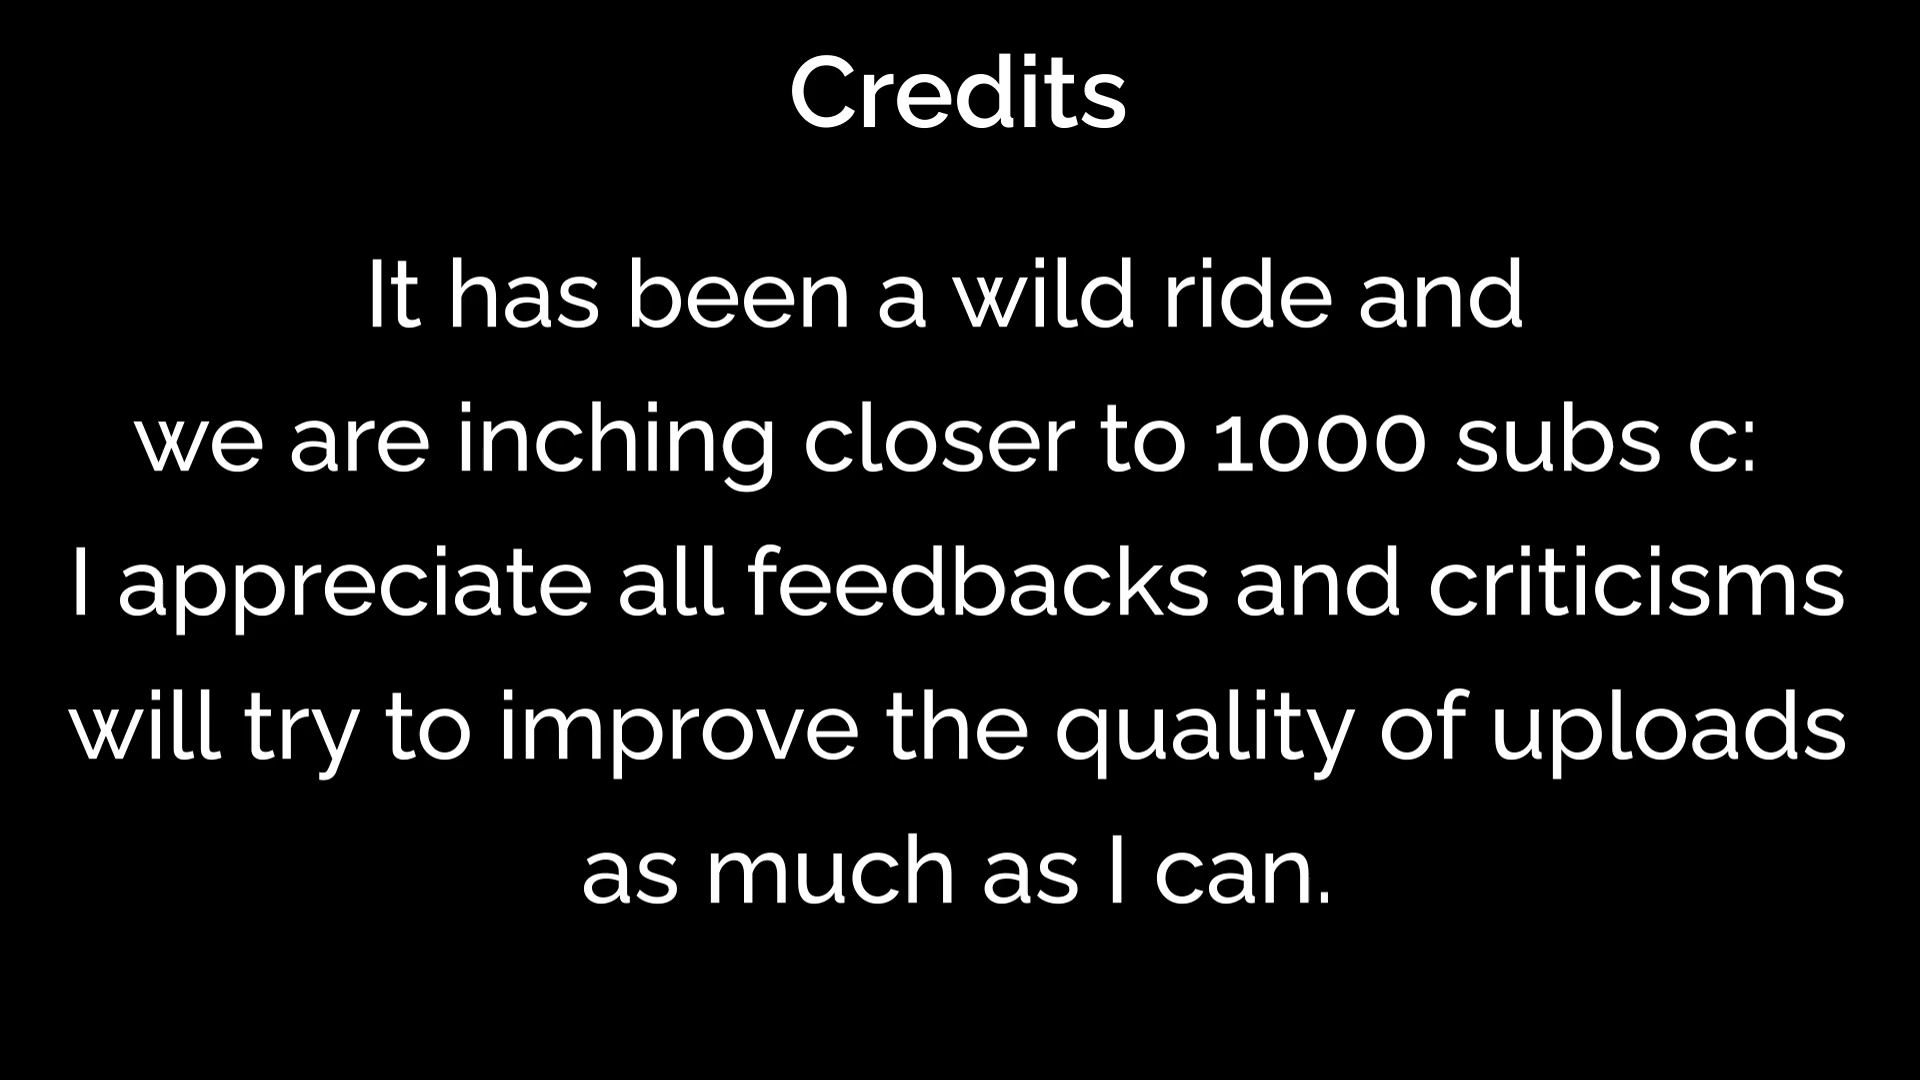 Credits
It has been a wild ride and
we are inching closer to 1000 subs c:
I appreciate all feedbacks and criticisms
will try to improve the quality of uploads
as much as I can.